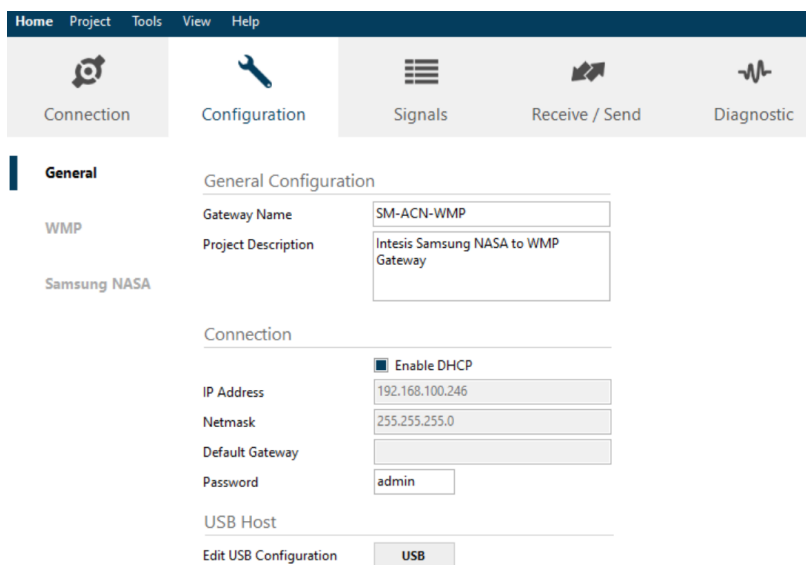 Home Project Tools View Help
Connection Configuration Signals Receive / Send Diagnostic
General
WMP
Samsung NASA
General Configuration
Gateway Name SM-ACN-WMP
Project Description Intesis Samsung NASA to WMP
Gateway
Connection
Enable DHCP
IP Address 192.168.100.246
Netmask 255.255.255.0
Default Gateway
Password admin
USB Host
Edit USB Configuration USB